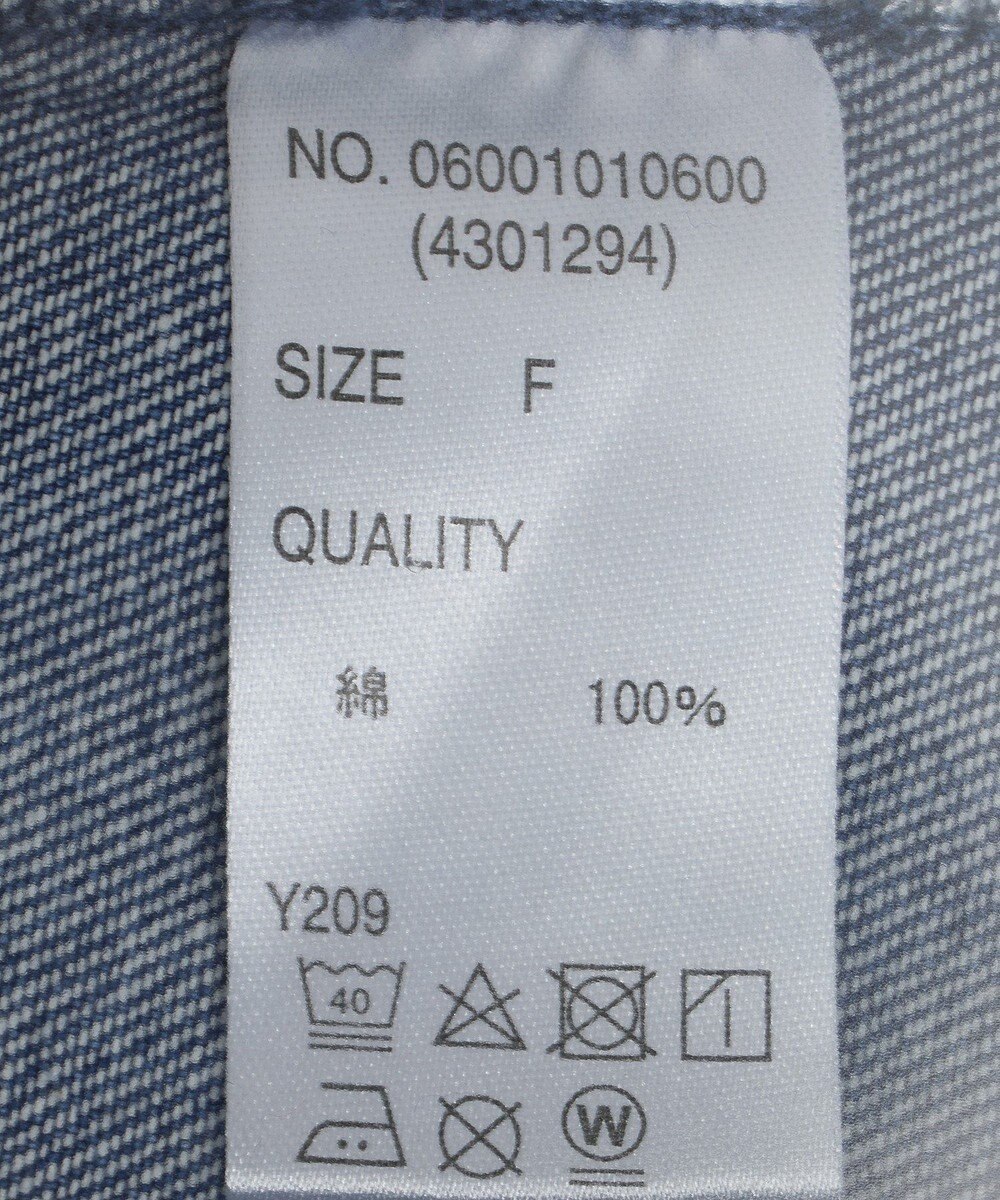 NO. 06001010600
(4301294)
SIZE F
QUALITY
綿 100%
Y209
40
W